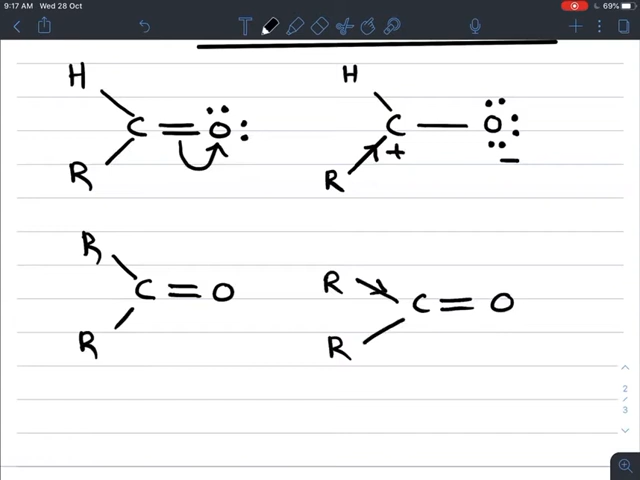 9:17 AM Wed 28 Oct
69%
H H
C = O C — O
R R + −
R
C = O R C = O
R R
2
/
3